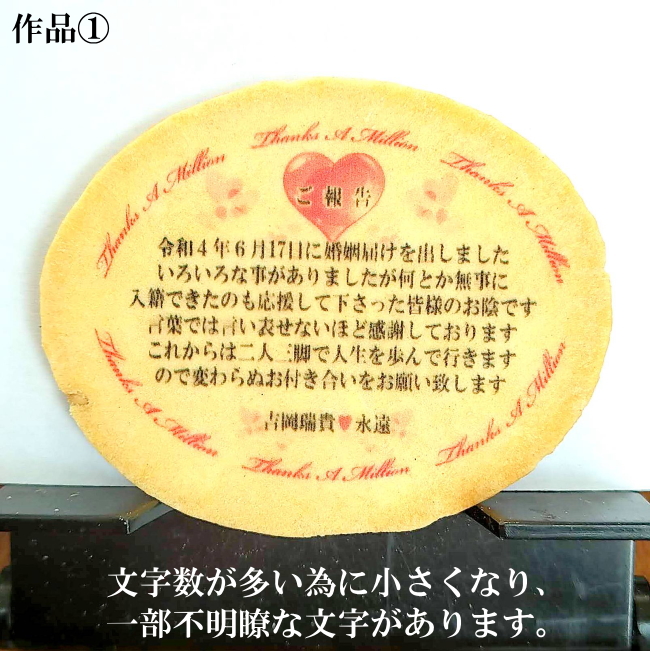 作品①
Thanks A Million
Thanks A Million
Thanks A Million
ご報告
令和4年6月17日に婚姻届けを出しました
いろいろな事がありましたが何とか無事に
入籍できたのも応援して下さった皆様のお陰です
言葉では言い表せないほど感謝しております
これからは二人三脚で人生を歩んで行きます
ので変わらぬお付き合いをお願い致します
吉岡瑞貴♥永遠
Thanks A Million
Thanks A Million
Thanks A Million
文字数が多い為に小さくなり、
一部不明瞭な文字があります。